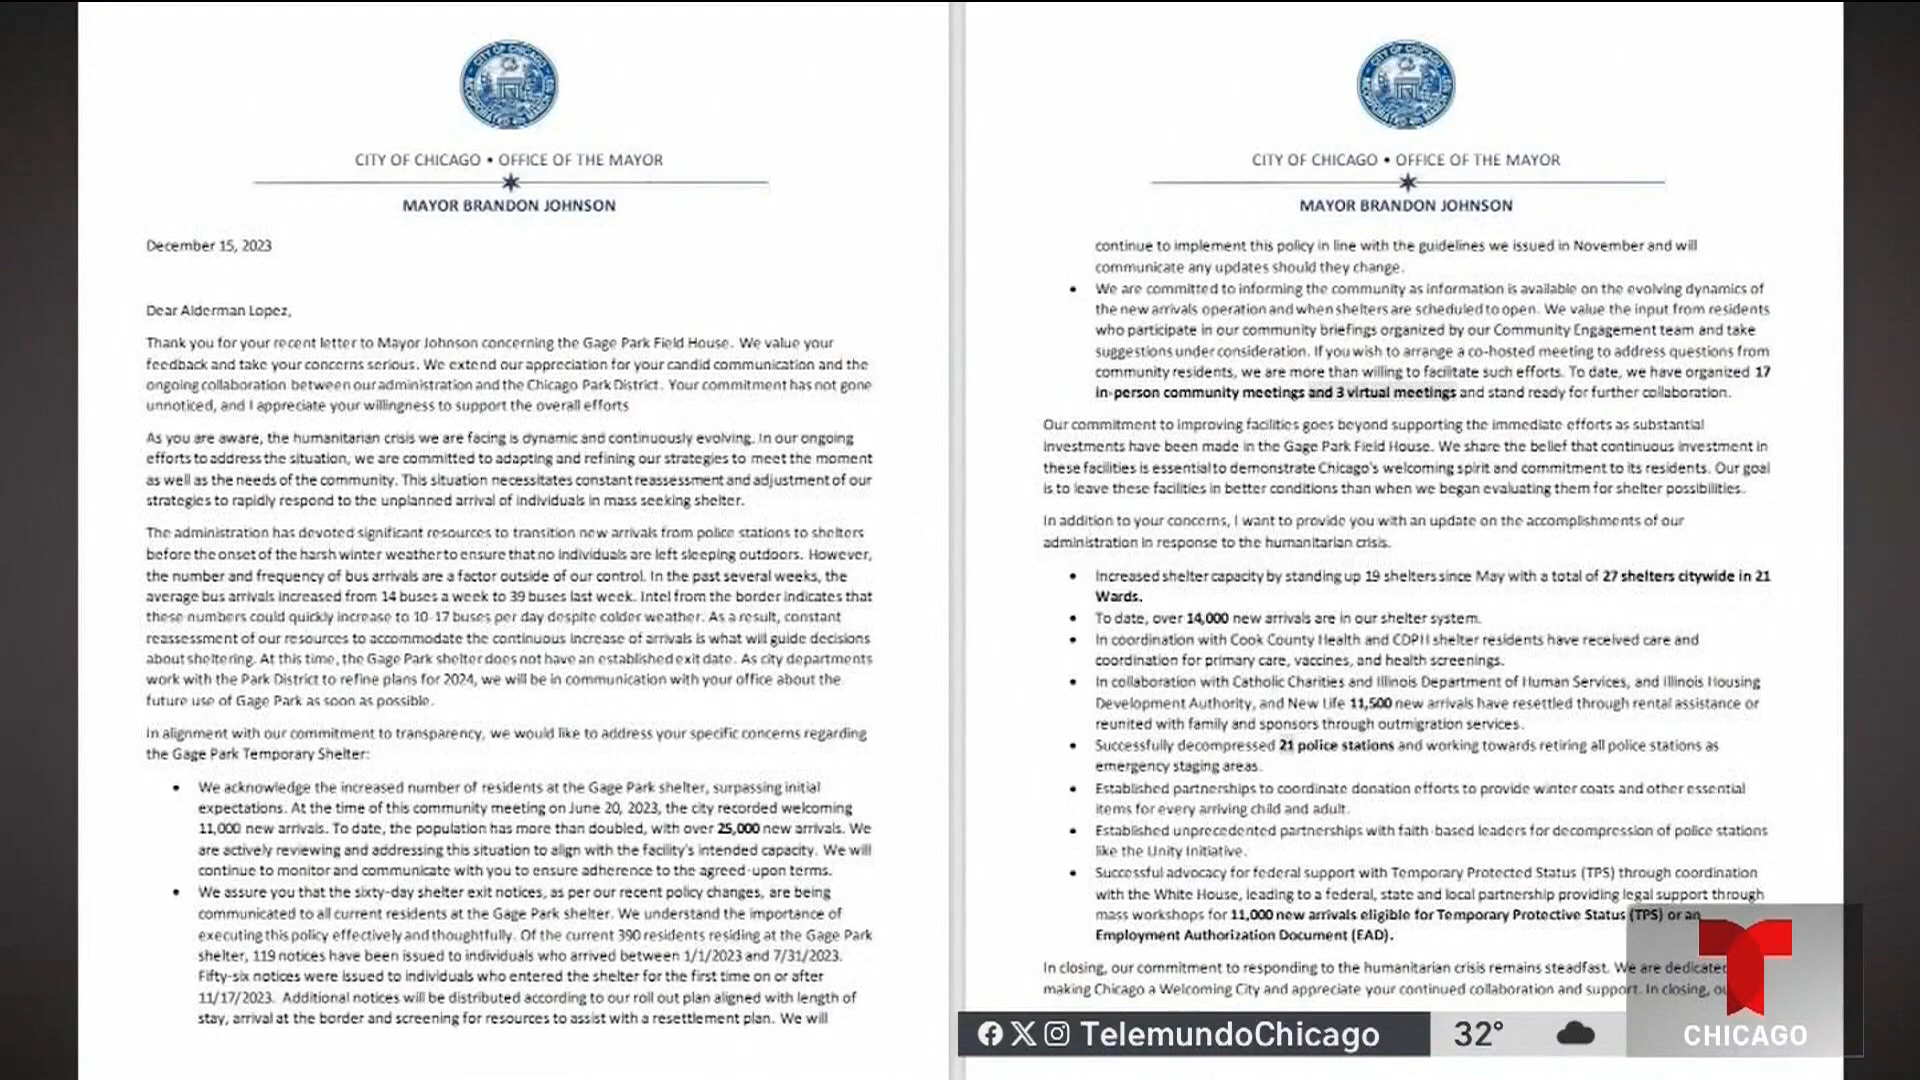 CITY OF CHICAGO • OFFICE OF THE MAYOR
MAYOR BRANDON JOHNSON
December 15, 2023
Dear Alderman Lopez,
Thank you for your recent letter to Mayor Johnson concerning the Gage Park Field House. We value your
feedback and take your concerns serious. We extend our appreciation for your candid communication and the
ongoing collaboration between our administration and the Chicago Park District. Your commitment has not gone
unnoticed, and I appreciate your willingness to support the overall efforts
As you are aware, the humanitarian crisis we are facing is dynamic and continuously evolving. In our ongoing
efforts to address the situation, we are committed to adapting and refining our strategies to meet the moment
as well as the needs of the community. This situation necessitates constant reassessment and adjustment of our
strategies to rapidly respond to the unplanned arrival of individuals in mass seeking shelter.
The administration has devoted significant resources to transition new arrivals from police stations to shelters
before the onset of the harsh winter weather to ensure that no individuals are left sleeping outdoors. However,
the number and frequency of bus arrivals are a factor outside of our control. In the past several weeks, the
average bus arrivals increased from 14 buses a week to 39 buses last week. Intel from the border indicates that
these numbers could quickly increase to 10-17 buses per day despite colder weather. As a result, constant
reassessment of our resources to accommodate the continuous increase of arrivals is what will guide decisions
about sheltering. At this time, the Gage Park shelter does not have an established exit date. As city departments
work with the Park District to refine plans for 2024, we will be in communication with your office about the
future use of Gage Park as soon as possible.
In alignment with our commitment to transparency, we would like to address your specific concerns regarding
the Gage Park Temporary Shelter:
• We acknowledge the increased number of residents at the Gage Park shelter, surpassing initial
expectations. At the time of this community meeting on June 20, 2023, the city recorded welcoming
11,000 new arrivals. To date, the population has more than doubled, with over 25,000 new arrivals. We
are actively reviewing and addressing this situation to align with the facility's intended capacity. We will
continue to monitor and communicate with you to ensure adherence to the agreed-upon terms.
• We assure you that the sixty-day shelter exit notices, as per our recent policy changes, are being
communicated to all current residents at the Gage Park shelter. We understand the importance of
executing this policy effectively and thoughtfully. Of the current 390 residents residing at the Gage Park
shelter, 119 notices have been issued to individuals who arrived between 1/1/2023 and 7/31/2023.
Fifty-six notices were issued to individuals who entered the shelter for the first time on or after
11/17/2023. Additional notices will be distributed according to our roll out plan aligned with length of
stay, arrival at the border and screening for resources to assist with a resettlement plan. We will
CITY OF CHICAGO • OFFICE OF THE MAYOR
MAYOR BRANDON JOHNSON
continue to implement this policy in line with the guidelines we issued in November and will
communicate any updates should they change.
• We are committed to informing the community as information is available on the evolving dynamics of
the new arrivals operation and when shelters are scheduled to open. We value the input from residents
who participate in our community briefings organized by our Community Engagement team and take
suggestions under consideration. If you wish to arrange a co-hosted meeting to address questions from
community residents, we are more than willing to facilitate such efforts. To date, we have organized 17
in-person community meetings and 3 virtual meetings and stand ready for further collaboration.
Our commitment to improving facilities goes beyond supporting the immediate efforts as substantial
investments have been made in the Gage Park Field House. We share the belief that continuous investment in
these facilities is essential to demonstrate Chicago's welcoming spirit and commitment to its residents. Our goal
is to leave these facilities in better conditions than when we began evaluating them for shelter possibilities.
In addition to your concerns, I want to provide you with an update on the accomplishments of our
administration in response to the humanitarian crisis.
• Increased shelter capacity by standing up 19 shelters since May with a total of 27 shelters citywide in 21
Wards.
• To date, over 14,000 new arrivals are in our shelter system.
• In coordination with Cook County Health and CDPH shelter residents have received care and
coordination for primary care, vaccines, and health screenings.
• In collaboration with Catholic Charities and Illinois Department of Human Services, and Illinois Housing
Development Authority, and New Life 11,500 new arrivals have resettled through rental assistance or
reunited with family and sponsors through outmigration services.
• Successfully decompressed 21 police stations and working towards retiring all police stations as
emergency staging areas.
• Established partnerships to coordinate donation efforts to provide winter coats and other essential
items for every arriving child and adult.
• Established unprecedented partnerships with faith-based leaders for decompression of police stations
like the Unity Initiative.
• Successful advocacy for federal support with Temporary Protected Status (TPS) through coordination
with the White House, leading to a federal, state and local partnership providing legal support through
mass workshops for 11,000 new arrivals eligible for Temporary Protective Status (TPS) or an
Employment Authorization Document (EAD).
In closing, our commitment to responding to the humanitarian crisis remains steadfast. We are dedicated
making Chicago a Welcoming City and appreciate your continued collaboration and support. In closing,
TelemundoChicago
32°
CHICAGO